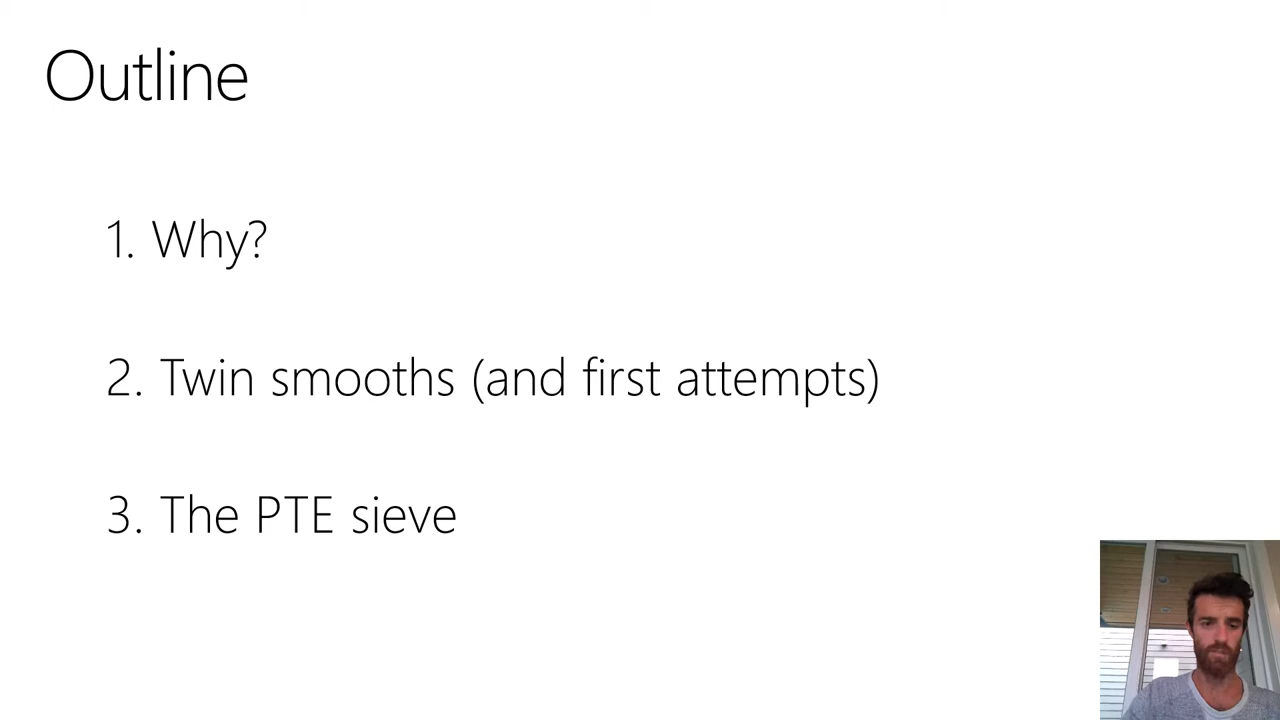 Outline
1. Why?
2. Twin smooths (and first attempts)
3. The PTE sieve